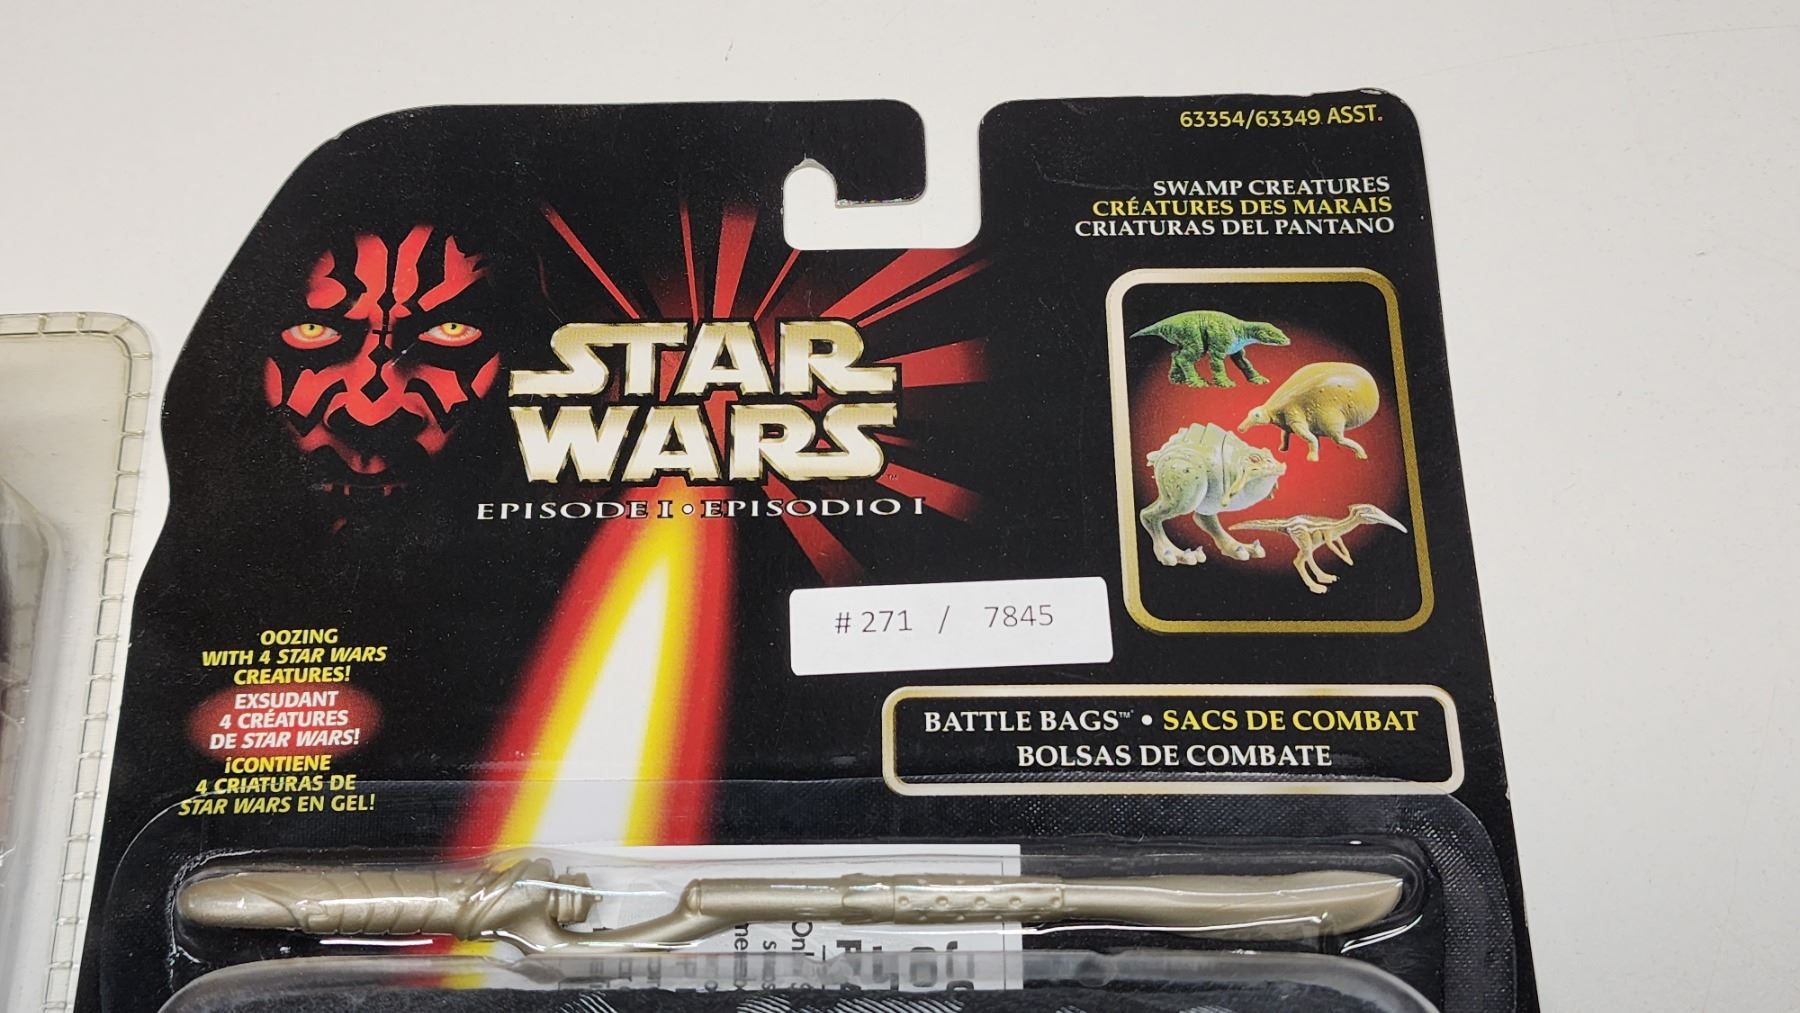 63354/63349 ASST.
SWAMP CREATURES
CRÉATURES DES MARAIS
CRIATURAS DEL PANTANO
STAR
WARS
EPISODE I • EPISODIO I
# 271 / 7845
OOZING
WITH 4 STAR WARS
CREATURES!
EXSUDANT
4 CRÉATURES
DE STAR WARS!
¡CONTIENE
4 CRIATURAS DE
STAR WARS EN GEL!
BATTLE BAGS™ • SACS DE COMBAT
BOLSAS DE COMBATE